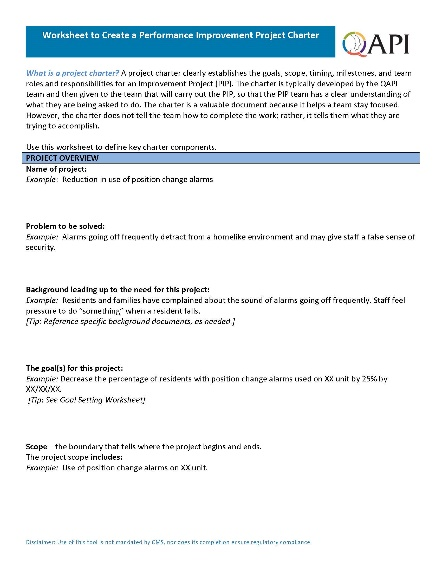 Worksheet to Create a Performance Improvement Project Charter
QAPI
What is a project charter? A project charter clearly establishes the goals, scope, timing, milestones, and team
roles and responsibilities for an Improvement Project (PIP). The charter is typically developed by the QAPI
team and then given to the team that will carry out the PIP, so that the PIP team has a clear understanding of
what they are being asked to do. The charter is a valuable document because it helps a team stay focused.
However, the charter does not tell the team how to complete the work; rather, it tells them what they are
trying to accomplish.
Use this worksheet to define key charter components.
PROJECT OVERVIEW
Name of project:
Example: Reduction in use of position change alarms
Problem to be solved:
Example: Alarms going off frequently detract from a homelike environment and may give staff a false sense of
security.
Background leading up to the need for this project:
Example: Residents and families have complained about the sound of alarms going off frequently. Staff feel
pressure to do "something" when a resident falls.
[Tip: Reference specific background documents, as needed.]
The goal(s) for this project:
Example: Decrease the percentage of residents with position change alarms used on XX unit by 25% by
XX/XX/XX.
[Tip: See Goal Setting Worksheet]
Scope – the boundary that tells where the project begins and ends.
The project scope includes:
Example: Use of position change alarms on XX unit.
Disclaimer: Use of this tool is not mandated by CMS, nor does its completion ensure regulatory compliance.